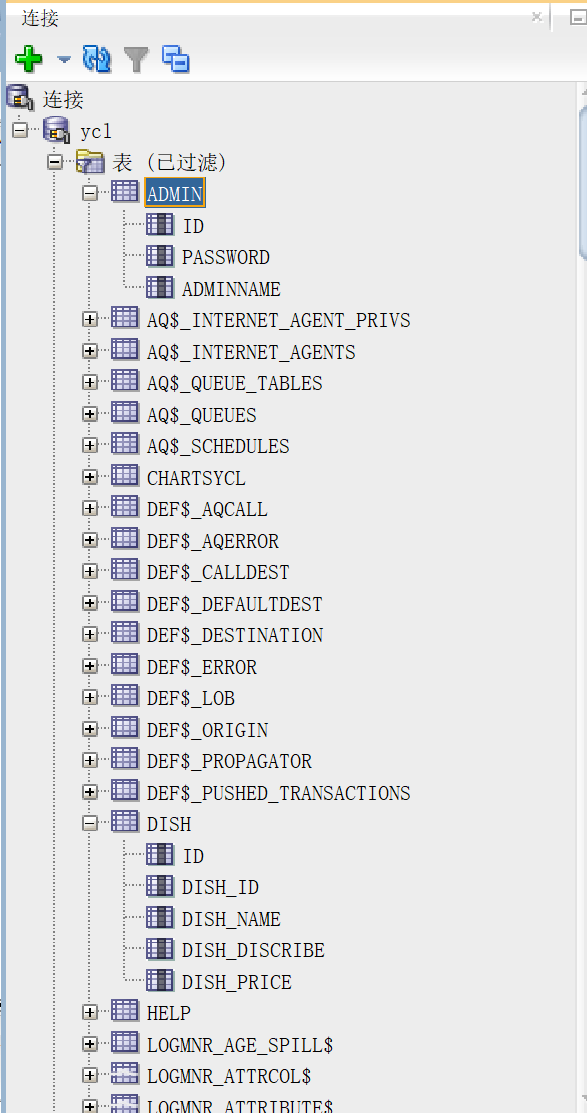 连接
连接
ycl
表 (已过滤)
ADMIN
ID
PASSWORD
ADMINNAME
AQ$_INTERNET_AGENT_PRIVS
AQ$_INTERNET_AGENTS
AQ$_QUEUE_TABLES
AQ$_QUEUES
AQ$_SCHEDULES
CHARTSYCL
DEF$_AQCALL
DEF$_AQERROR
DEF$_CALLDEST
DEF$_DEFAULTDEST
DEF$_DESTINATION
DEF$_ERROR
DEF$_LOB
DEF$_ORIGIN
DEF$_PROPAGATOR
DEF$_PUSHED_TRANSACTIONS
DISH
ID
DISH_ID
DISH_NAME
DISH_DISCRIBE
DISH_PRICE
HELP
LOGMNR_AGE_SPILL$
LOGMNR_ATTRCOL$
LOGMNR_ATTRIBUTE$